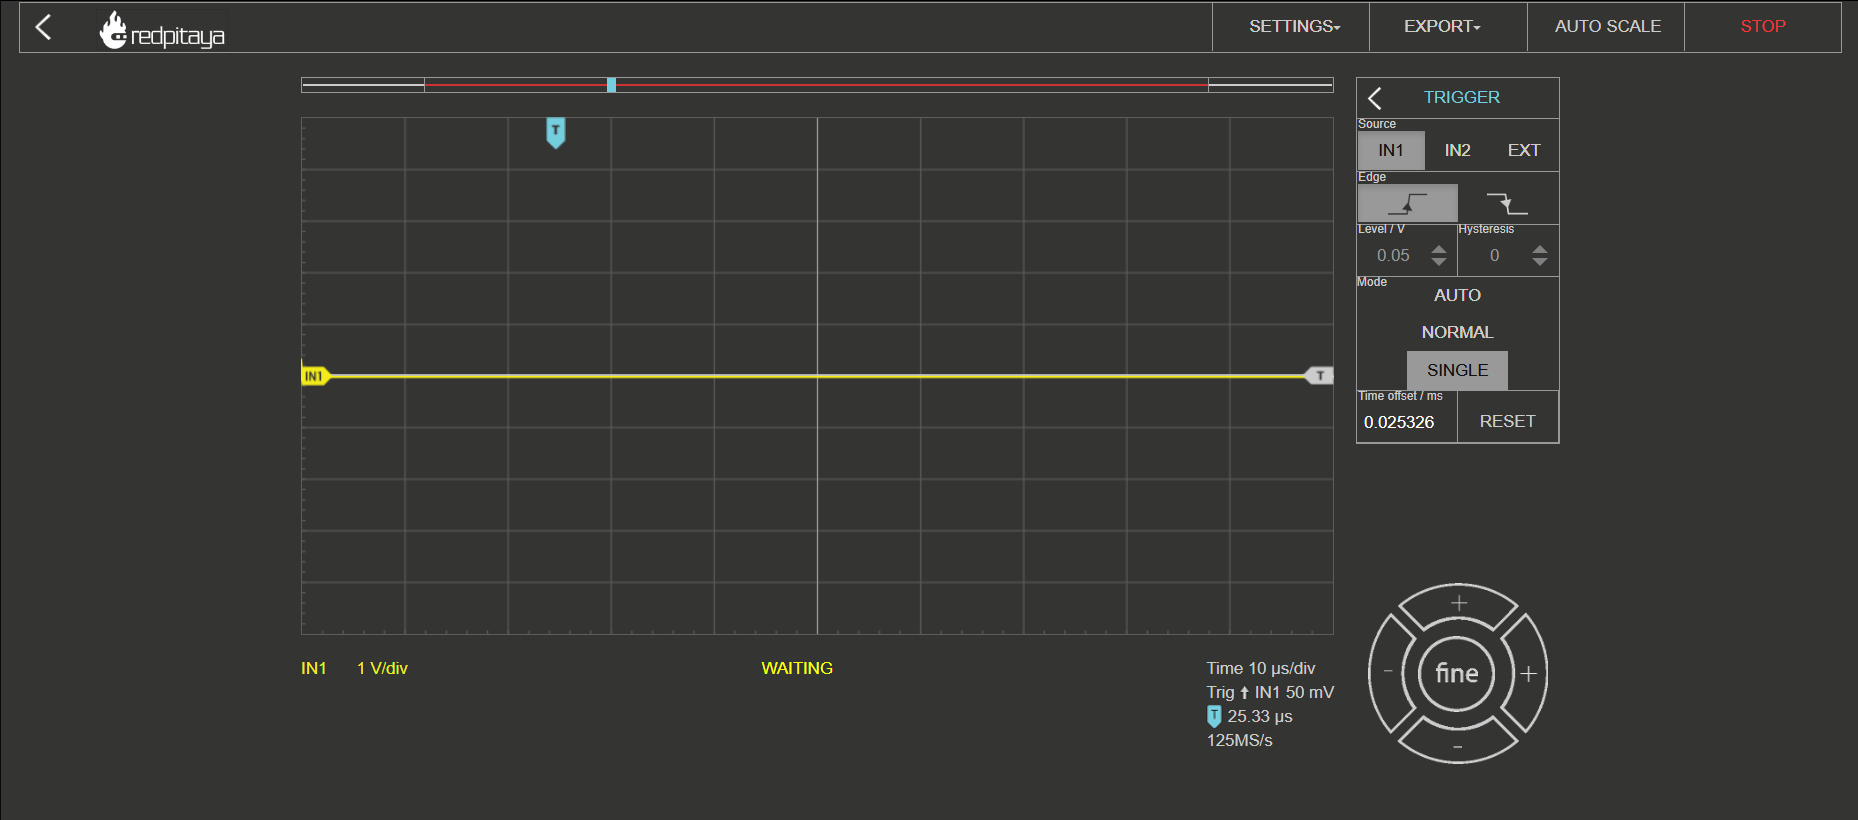 redpitaya
SETTINGS
EXPORT
AUTO SCALE
STOP
T
TRIGGER
Source
IN1 IN2 EXT
Edge
Level / V Hysteresis
0.05 0
Mode
AUTO
NORMAL
SINGLE
Time offset / ms
0.025326 RESET
IN1
T
IN1 1 V/div
WAITING
Time 10 µs/div
Trig IN1 50 mV
T 25.33 µs
125MS/s
+
- fine +
-